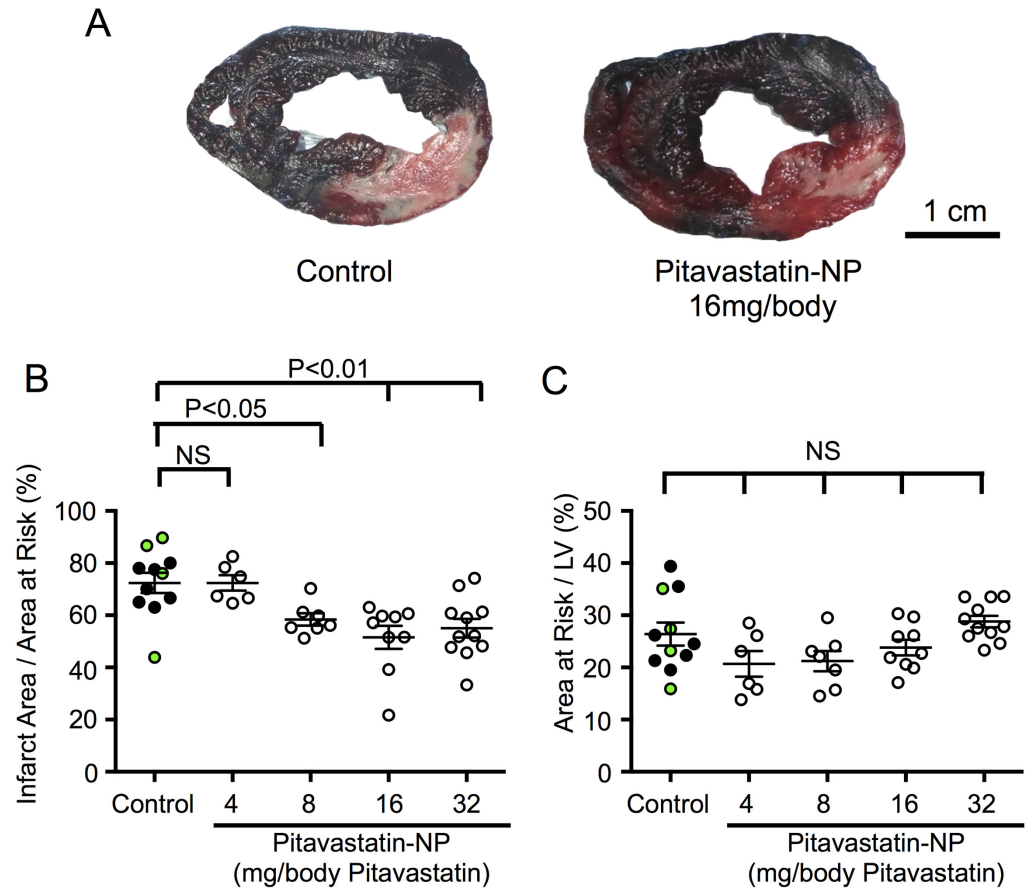 A
Control
Pitavastatin-NP
16mg/body
1 cm
B
P<0.01
P<0.05
NS
Infarct Area / Area at Risk (%)
100
80
60
40
20
0
Control 4 8 16 32
Pitavastatin-NP
(mg/body Pitavastatin)
C
NS
Area at Risk / LV (%)
50
40
30
20
10
0
Control 4 8 16 32
Pitavastatin-NP
(mg/body Pitavastatin)